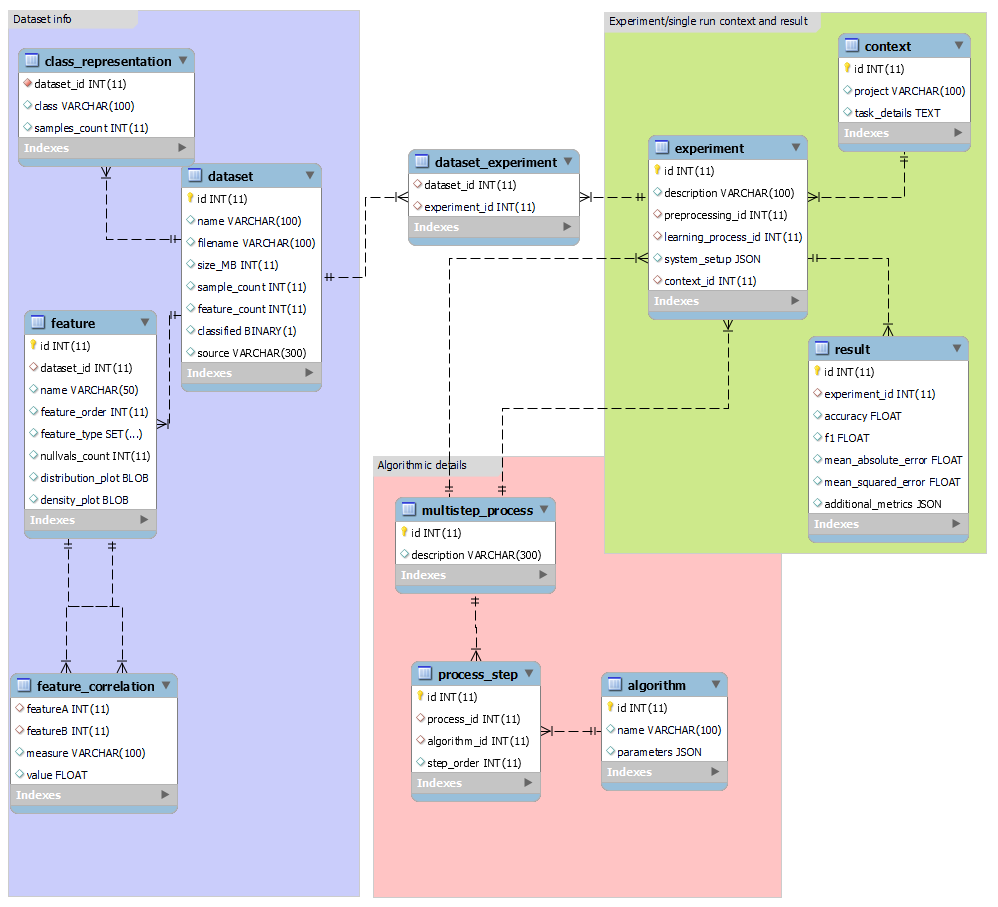 Dataset info
class_representation
dataset_id INT(11)
class VARCHAR(100)
samples_count INT(11)
Indexes
dataset
id INT(11)
name VARCHAR(100)
filename VARCHAR(100)
size_MB INT(11)
sample_count INT(11)
feature_count INT(11)
classified BINARY(1)
source VARCHAR(300)
Indexes
feature
id INT(11)
dataset_id INT(11)
name VARCHAR(50)
feature_order INT(11)
feature_type SET(...)
nullvals_count INT(11)
distribution_plot BLOB
density_plot BLOB
Indexes
feature_correlation
featureA INT(11)
featureB INT(11)
measure VARCHAR(100)
value FLOAT
Indexes
dataset_experiment
dataset_id INT(11)
experiment_id INT(11)
Indexes
Experiment/single run context and result
context
id INT(11)
project VARCHAR(100)
task_details TEXT
Indexes
experiment
id INT(11)
description VARCHAR(100)
preprocessing_id INT(11)
learning_process_id INT(11)
system_setup JSON
context_id INT(11)
Indexes
result
id INT(11)
experiment_id INT(11)
accuracy FLOAT
f1 FLOAT
mean_absolute_error FLOAT
mean_squared_error FLOAT
additional_metrics JSON
Indexes
Algorithmic details
multistep_process
id INT(11)
description VARCHAR(300)
Indexes
process_step
id INT(11)
process_id INT(11)
algorithm_id INT(11)
step_order INT(11)
Indexes
algorithm
id INT(11)
name VARCHAR(100)
parameters JSON
Indexes